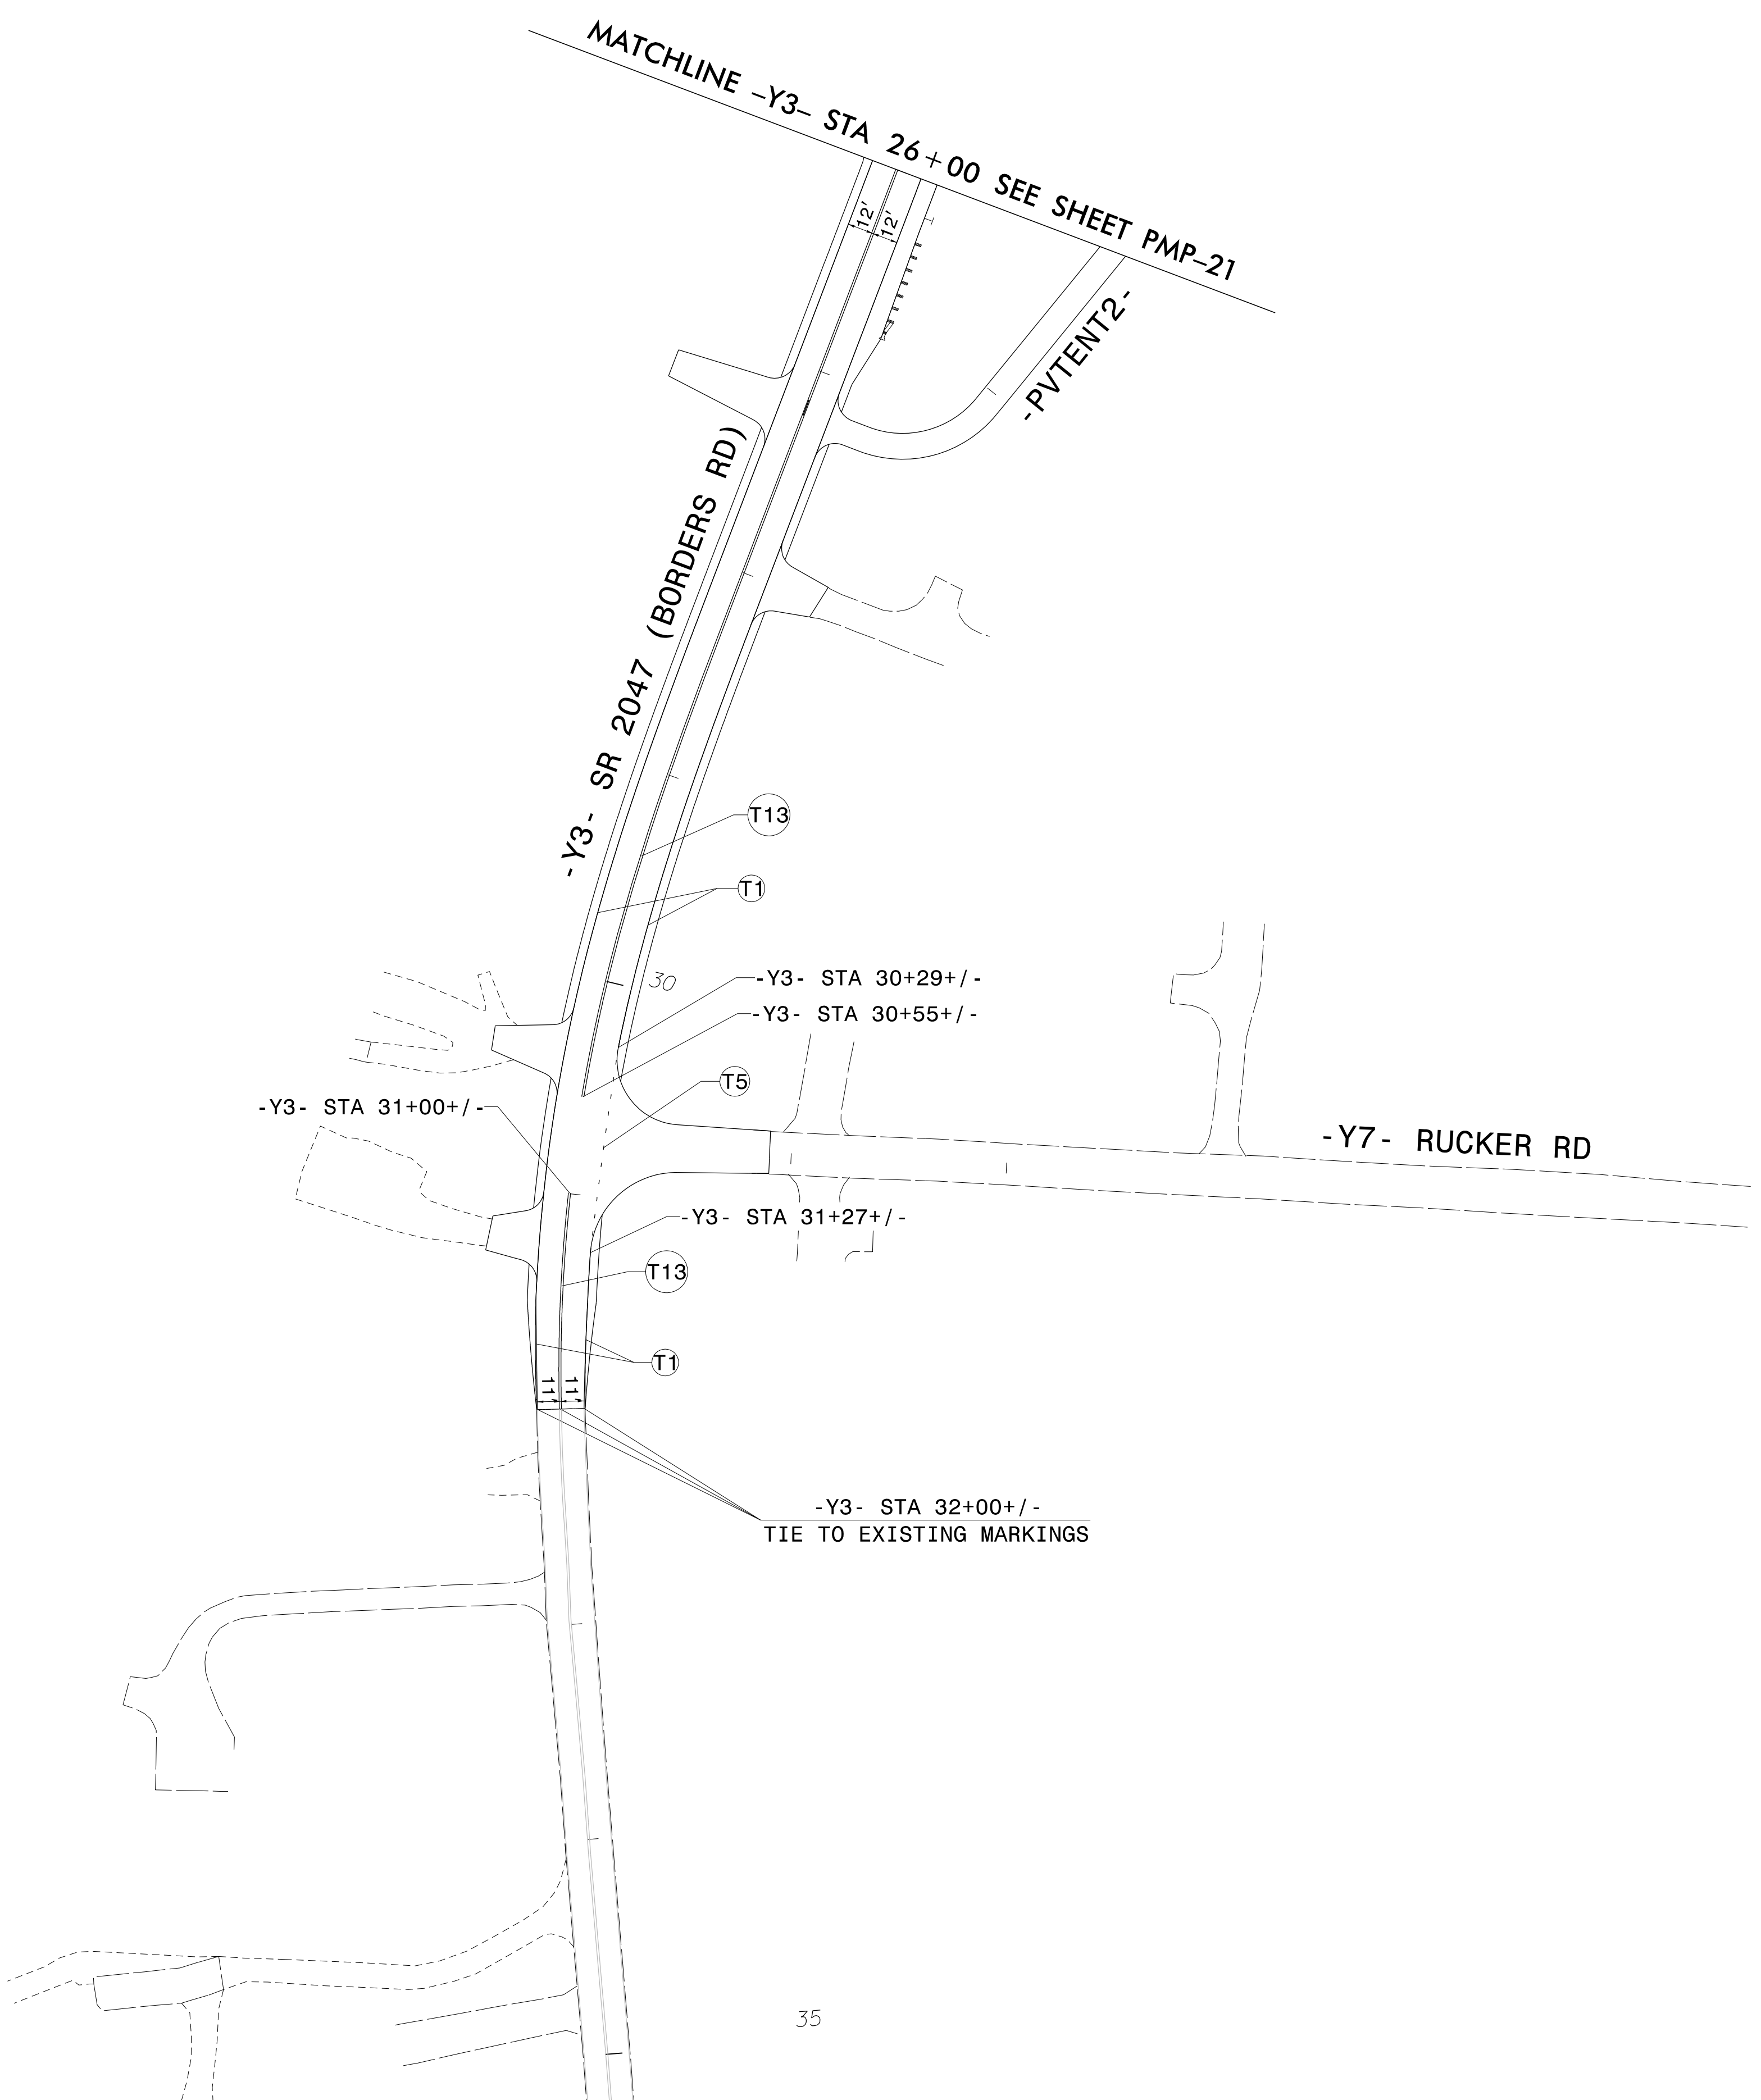 MATCHLINE –Y3– STA 26+00 SEE SHEET PMP–21
12'
12'
-PVTENT2-
-Y3- SR 2047 (BORDERS RD)
T13
T1
30
-Y3- STA 30+29+/-
-Y3- STA 30+55+/-
T5
-Y3- STA 31+00+/-
-Y7- RUCKER RD
-Y3- STA 31+27+/-
T13
T1
11'
11'
-Y3- STA 32+00+/-
TIE TO EXISTING MARKINGS
35